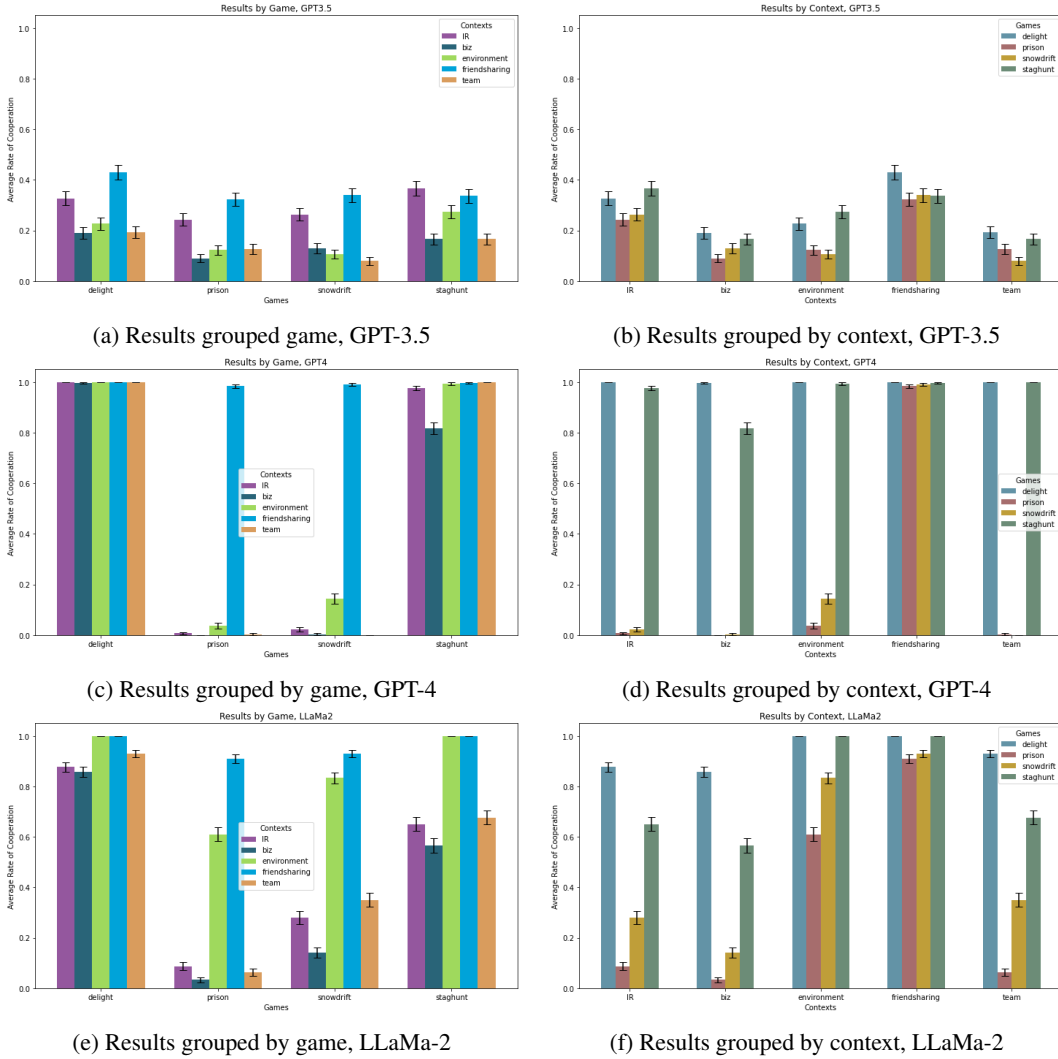 Results by Game, GPT3.5
Average Rate of Cooperation
1.0
0.8
0.6
0.4
0.2
0.0
Contexts
IR
biz
environment
friendsharing
team
delight prison snowdrift staghunt
Games
(a) Results grouped game, GPT-3.5
Results by Context, GPT3.5
Average Rate of Cooperation
1.0
0.8
0.6
0.4
0.2
0.0
Games
delight
prison
snowdrift
staghunt
IR biz environment friendsharing team
Contexts
(b) Results grouped by context, GPT-3.5
Results by Game, GPT4
Average Rate of Cooperation
1.0
0.8
0.6
0.4
0.2
0.0
Contexts
IR
biz
environment
friendsharing
team
delight prison snowdrift staghunt
Games
(c) Results grouped by game, GPT-4
Results by Context, GPT4
Average Rate of Cooperation
1.0
0.8
0.6
0.4
0.2
0.0
Games
delight
prison
snowdrift
staghunt
IR biz environment friendsharing team
Contexts
(d) Results grouped by context, GPT-4
Results by Game, LLaMa2
Average Rate of Cooperation
1.0
0.8
0.6
0.4
0.2
0.0
Contexts
IR
biz
environment
friendsharing
team
delight prison snowdrift staghunt
Games
(e) Results grouped by game, LLaMa-2
Results by Context, LLaMa2
Average Rate of Cooperation
1.0
0.8
0.6
0.4
0.2
0.0
Games
delight
prison
snowdrift
staghunt
IR biz environment friendsharing team
Contexts
(f) Results grouped by context, LLaMa-2